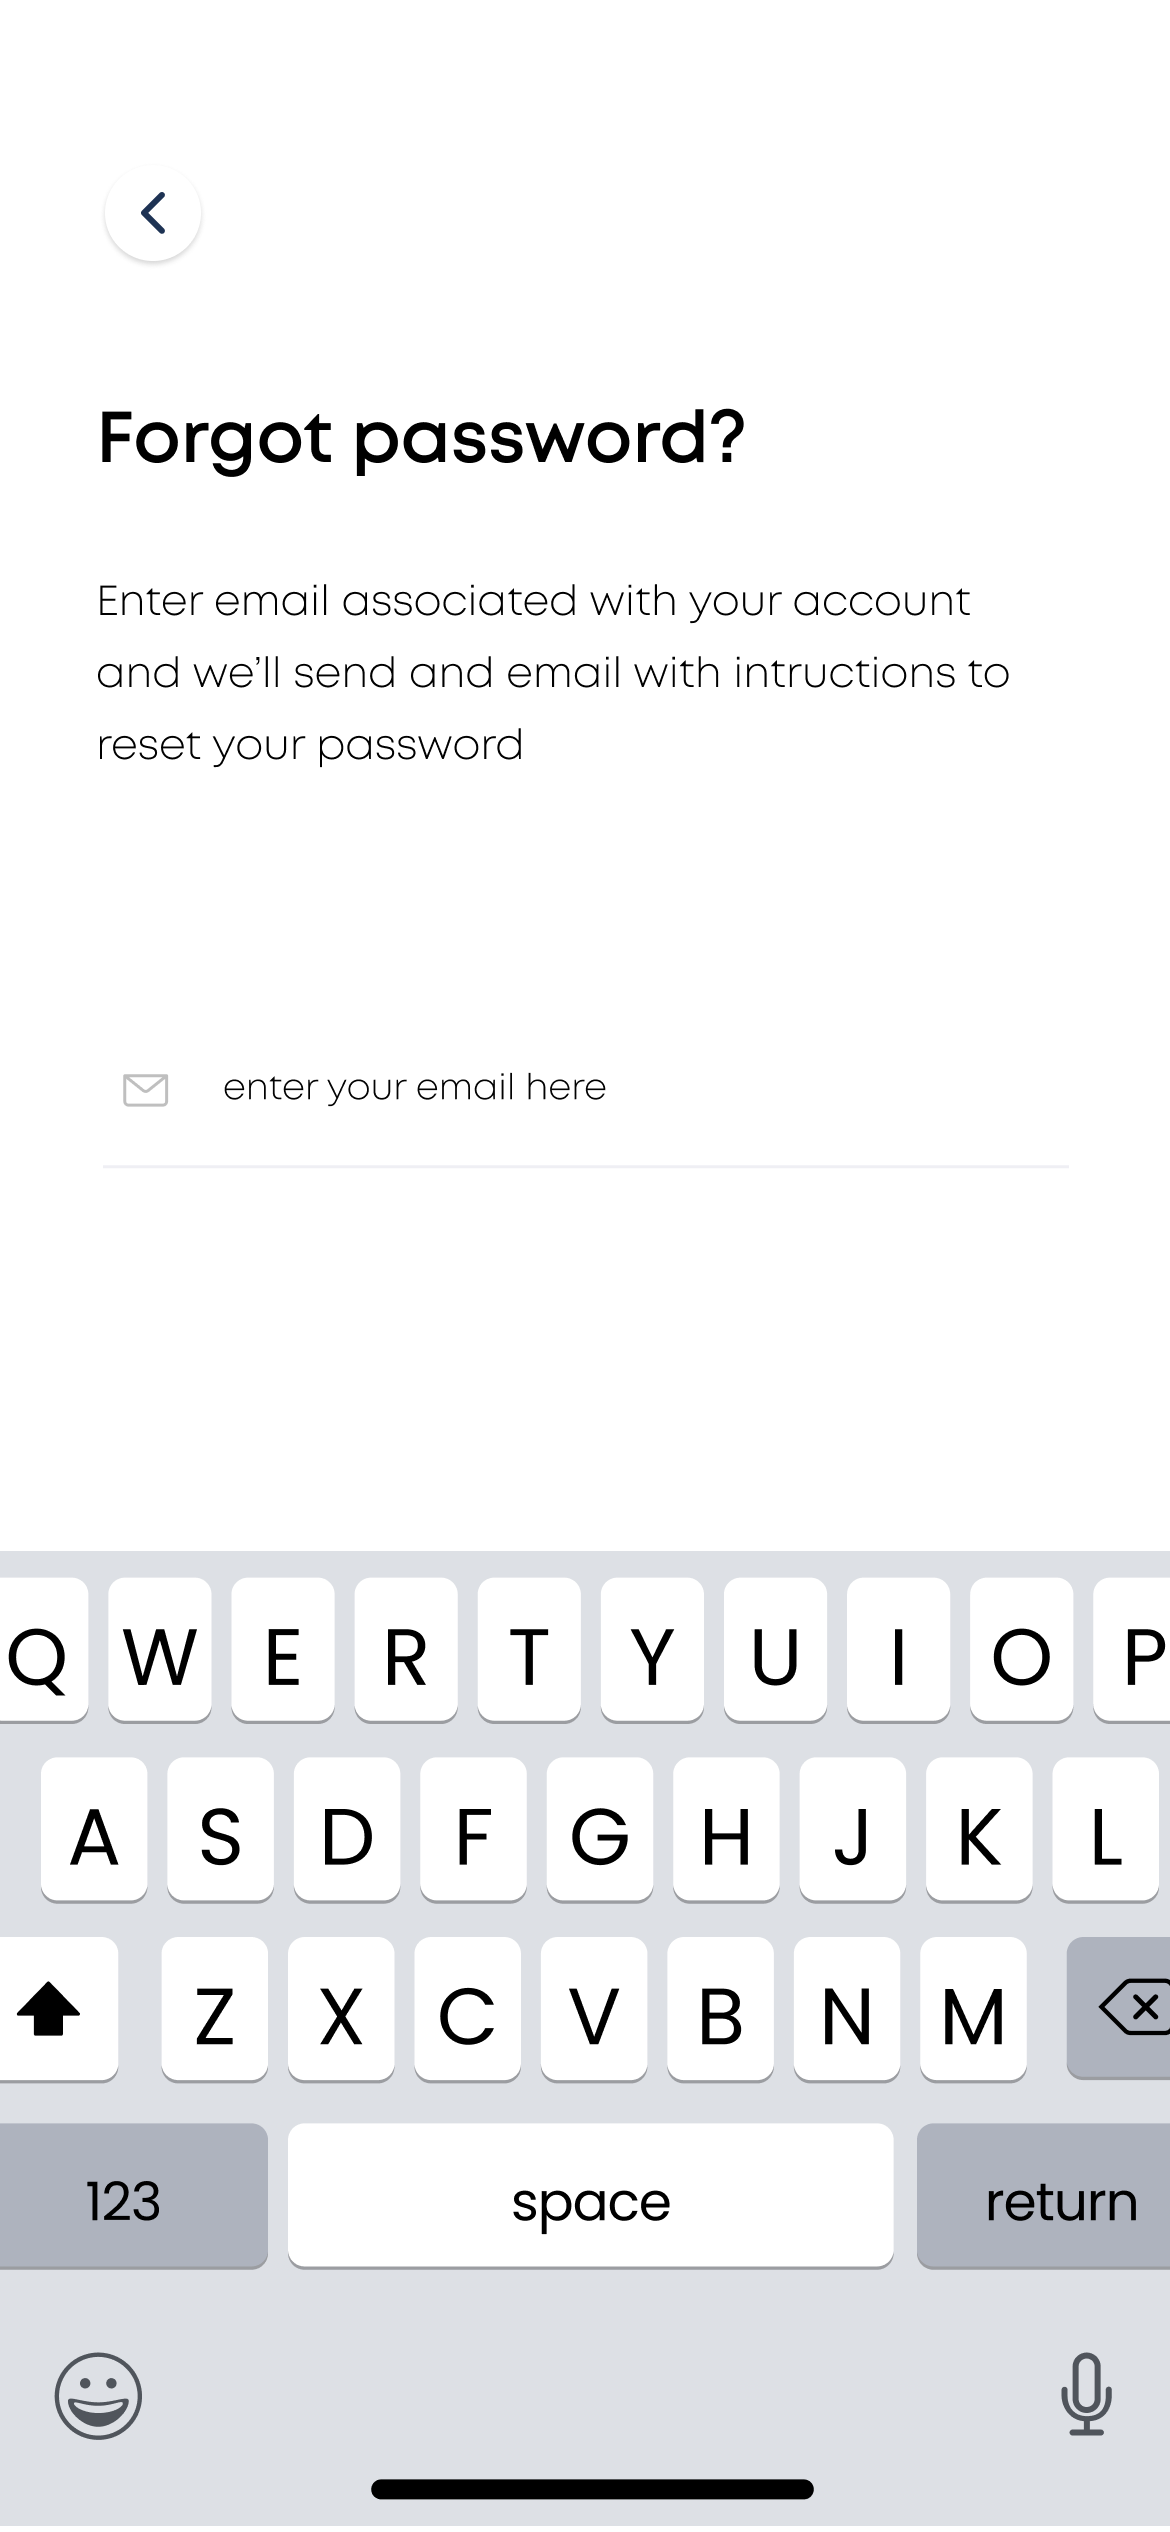 Forgot password?
Enter email associated with your account
and we’ll send and email with intructions to
reset your password
enter your email here
Q W E R T Y U I O P
A S D F G H J K L
Z X C V B N M
123 space return